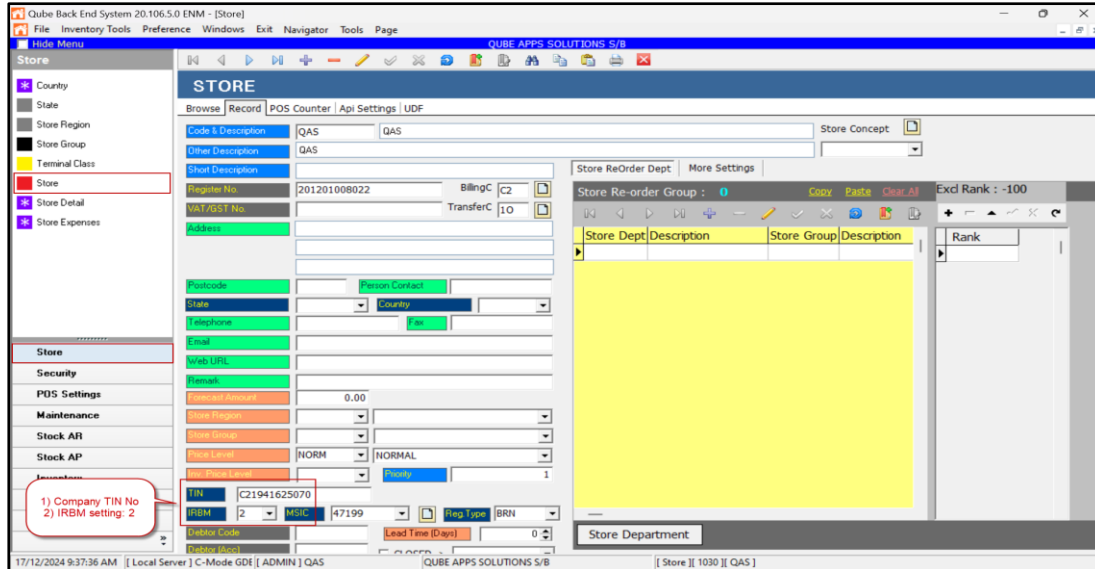 Qube Back End System 20.106.5.0 ENM - [Store]
File Inventory Tools Preference Windows Exit Navigator Tools Page
Hide Menu QUBE APPS SOLUTIONS S/B
Store
STORE
Country
State
Store Region
Store Group
Terminal Class
Store
Store Detail
Store Expenses
Browse Record POS Counter Api Settings UDF
Code & Description QAS QAS Store Concept
Other Description QAS
Short Description
Register No. 201201008022 BillingC C2
VAT/GST No. TransferC 10
Address
Postcode Person Contact
State Country
Telephone Fax
Email
Web URL
Remark
Forecast Amount 0.00
Store Region
Store Group
Price Level NORM NORMAL
Inv. Price Level Priority 1
TIN C21941625070
IRBM 2 MSIC 47199 Reg.Type BRN
Debtor Code Lead Time (Days) 0
Debtor (Acc) CLOSED
Store ReOrder Dept More Settings
Store Re-order Group : 0 Copy Paste Clear All Excl Rank : -100
Store Dept Description Store Group Description Rank
Store Department
Store
Security
POS Settings
Maintenance
Stock AR
Stock AP
Inventory
1) Company TIN No
2) IRBM setting: 2
17/12/2024 9:37:36 AM [ Local Server ] C-Mode GDE [ ADMIN ] QAS QUBE APPS SOLUTIONS S/B [ Store ][ 1030 ][ QAS ]